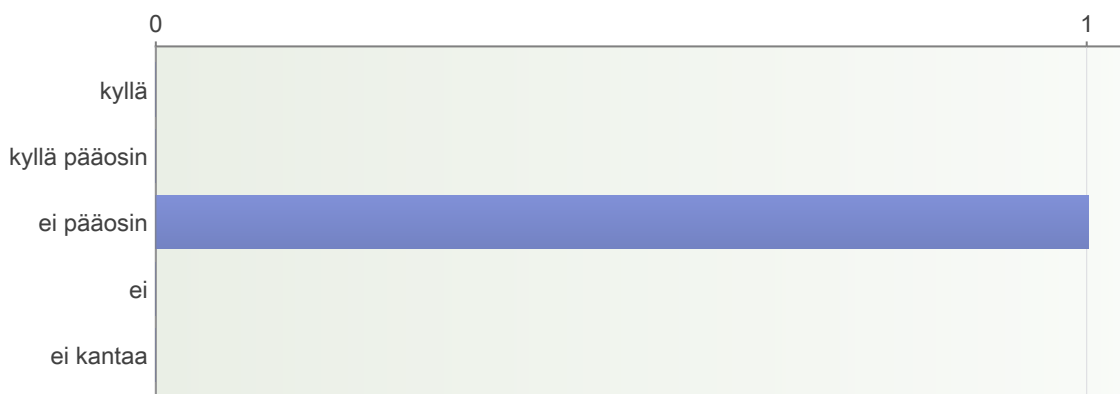 0 1
kyllä
kyllä pääosin
ei pääosin
ei
ei kantaa